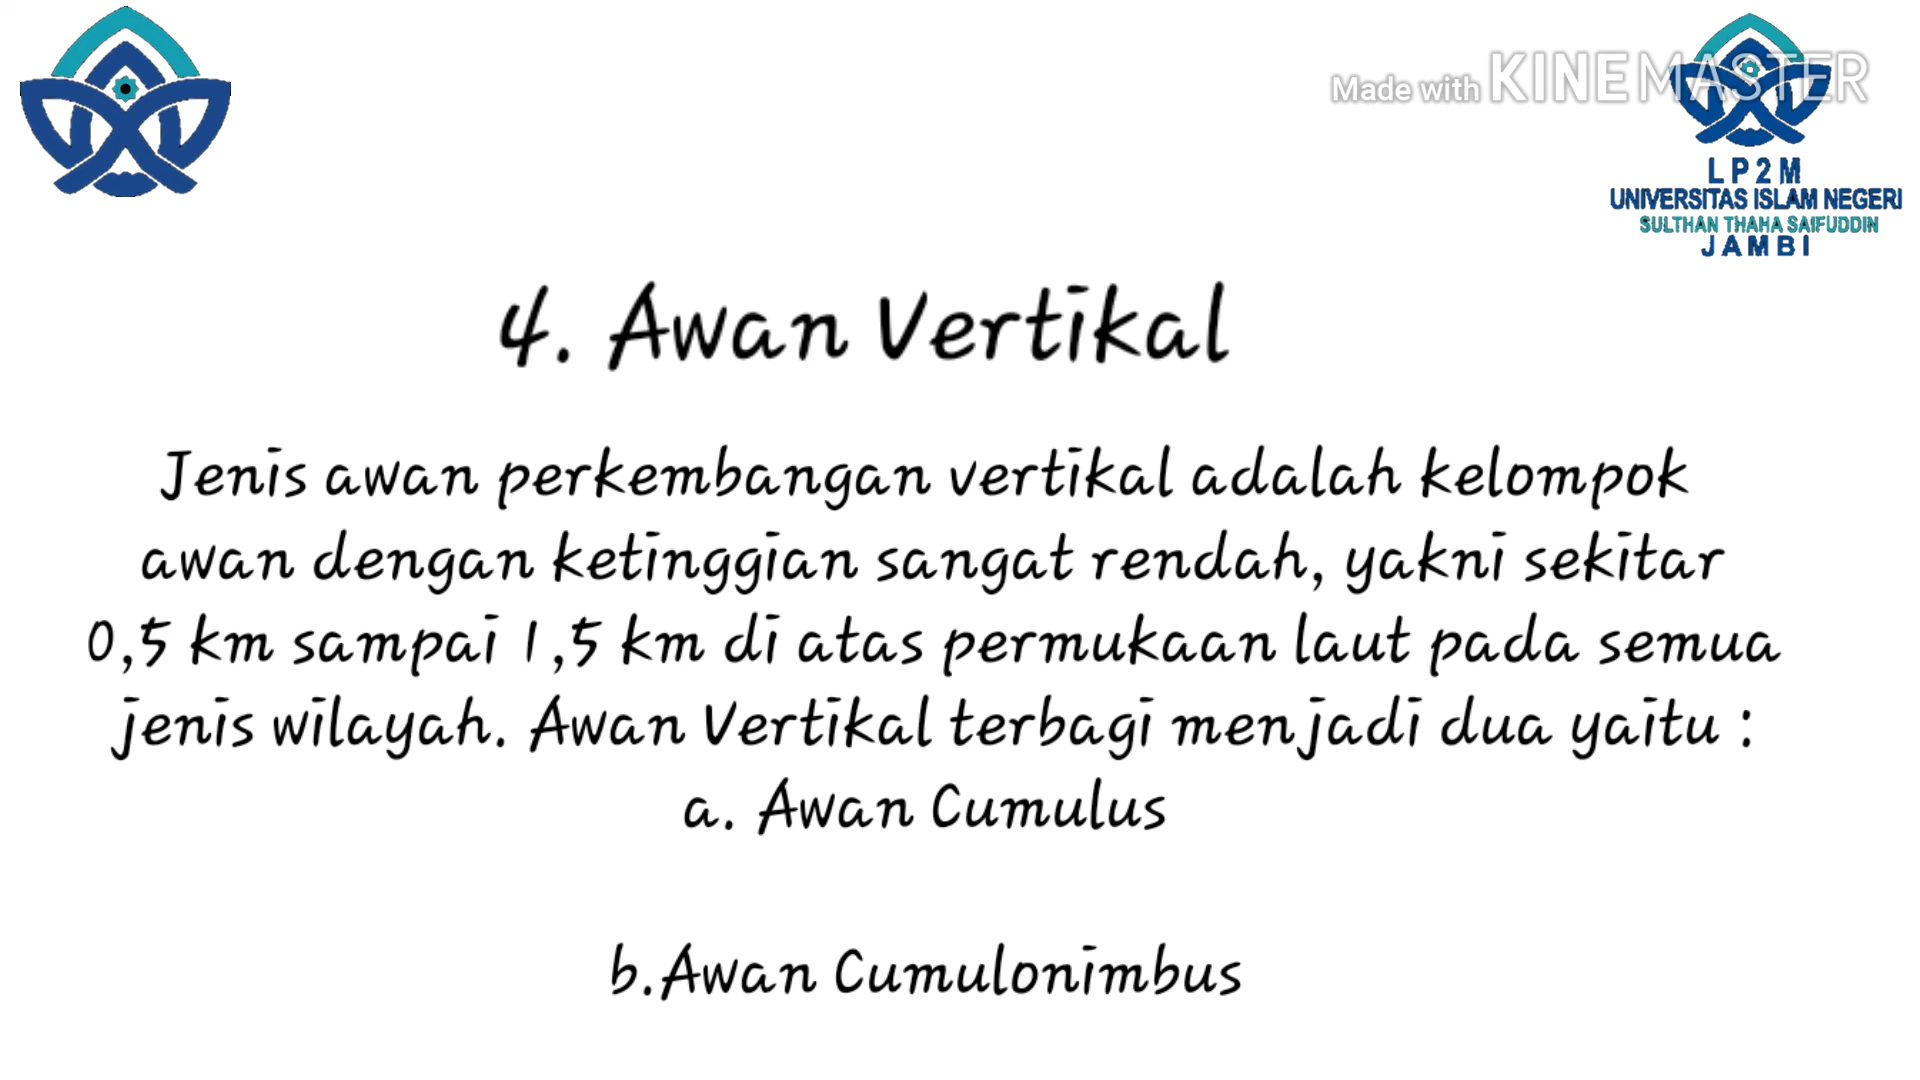 Made with KINEMASTER
LP2M
UNIVERSITAS ISLAM NEGERI
SULTHAN THAHA SAIFUDDIN
JAMBI
4. Awan Vertikal
Jenis awan perkembangan vertikal adalah kelompok
awan dengan ketinggian sangat rendah, yakni sekitar
0,5 km sampai 1,5 km di atas permukaan laut pada semua
jenis wilayah. Awan Vertikal terbagi menjadi dua yaitu :
a. Awan Cumulus
b.Awan Cumulonimbus